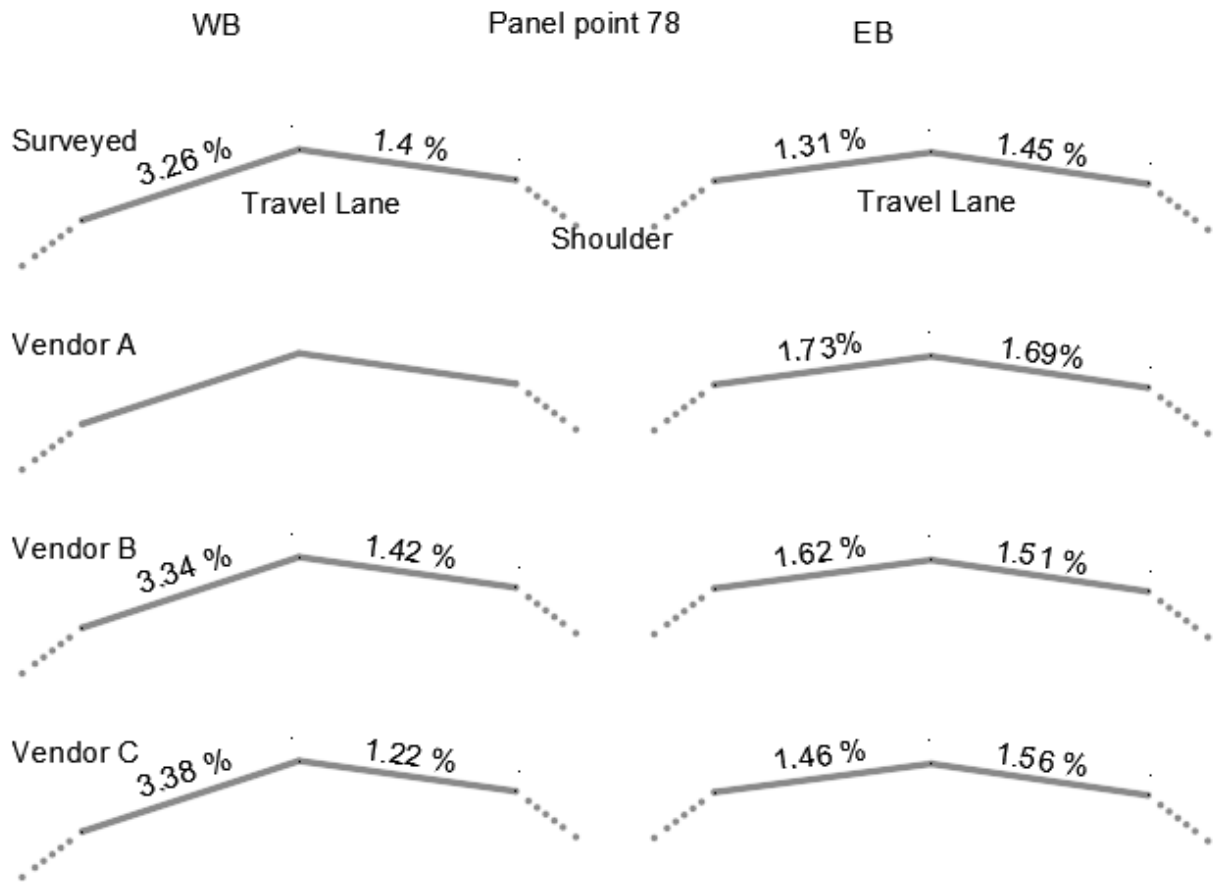 WB Panel point 78 EB
Surveyed 3.26 % 1.4 % 1.31 % 1.45 %
Travel Lane Travel Lane
Shoulder
Vendor A 1.73% 1.69%
Vendor B 3.34 % 1.42 % 1.62 % 1.51 %
Vendor C 3.38 % 1.22 % 1.46 % 1.56 %